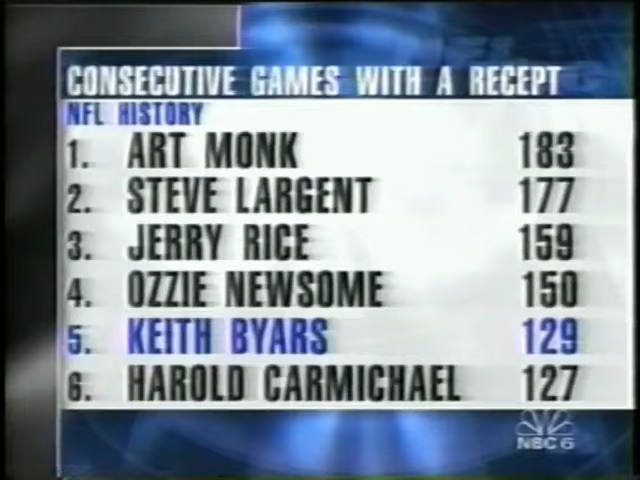 CONSECUTIVE GAMES WITH A RECEPT
NFL HISTORY
1. ART MONK 183
2. STEVE LARGENT 177
3. JERRY RICE 159
4. OZZIE NEWSOME 150
5. KEITH BYARS 129
6. HAROLD CARMICHAEL 127
NBC 6